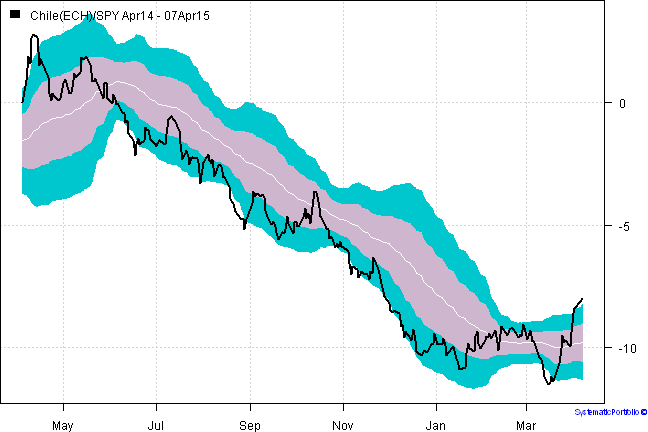 Chile(ECH)/SPY Apr14 - 07Apr15
0
-5
-10
May Jul Sep Nov Jan Mar
SystematicPortfolio ©